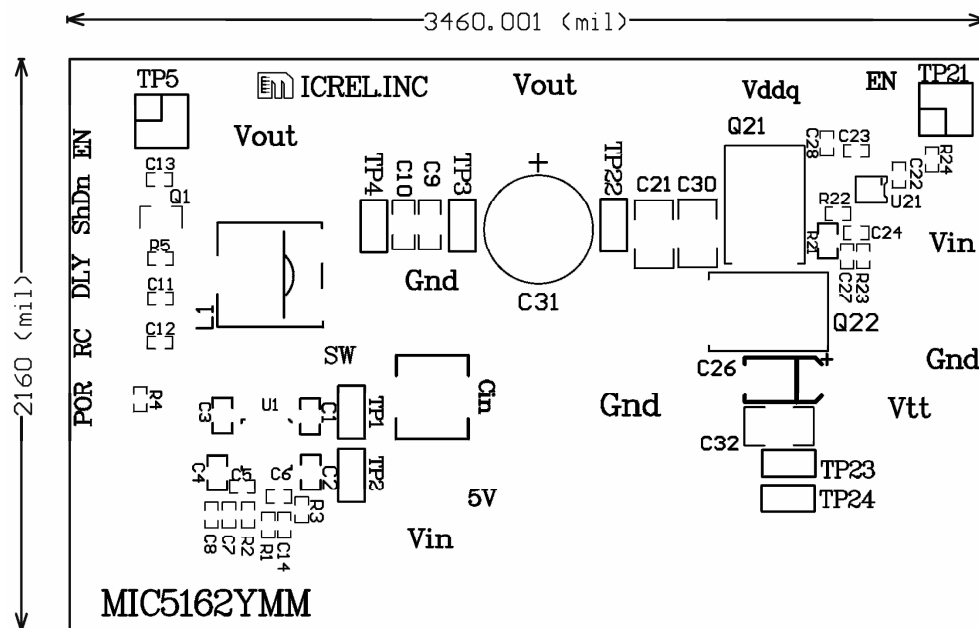 3460.001 (mil)
2160 (mil)
TP5
ICREL.INC
Vout
Vddq
EN
TP21
Vout
Q21
C28
C23
R24
C22
U21
EN
C13
ShDn
Q1
TP4
C10
C9
TP3
+
TP22
C21
C30
R22
R21
C24
Vin
C27
R23
DLY
R5
C11
L1
Gnd
C31
Q22
RC
C12
SW
C26
+
Gnd
POR
R4
C3
U1
C1
TP1
Cin
Gnd
Vtt
C32
C4
C5
C6
C2
TP2
TP23
TP24
5V
C8
C7
R2
R1
C14
R3
Vin
MIC5162YMM